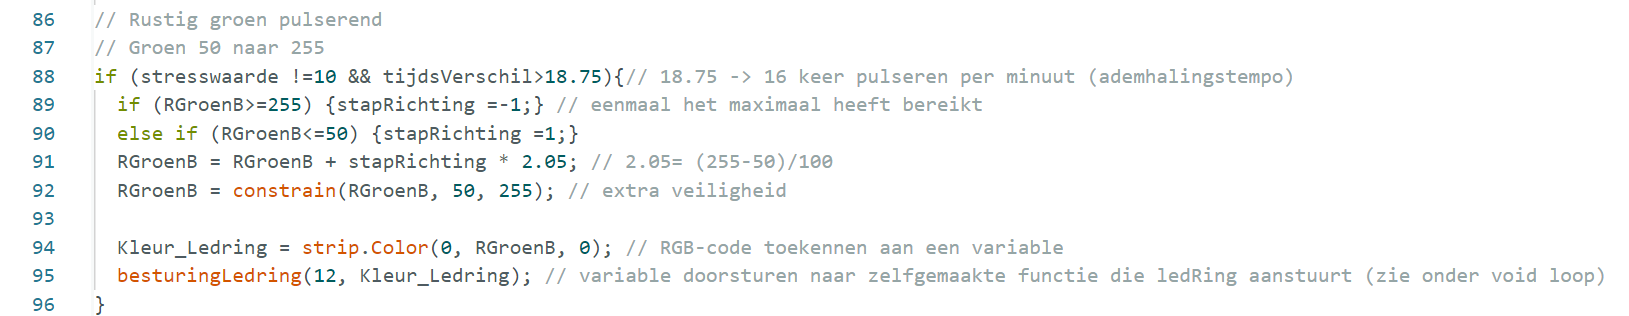 86 // Rustig groen pulserend
87 // Groen 50 naar 255
88 if (stresswaarde !=10 && tijdsVerschil>18.75){// 18.75 -> 16 keer pulseren per minuut (ademhalingstempo)
89 if (RGroenB>=255) {stapRichting =-1;} // eenmaal het maximaal heeft bereikt
90 else if (RGroenB<=50) {stapRichting =1;}
91 RGroenB = RGroenB + stapRichting * 2.05; // 2.05= (255-50)/100
92 RGroenB = constrain(RGroenB, 50, 255); // extra veiligheid
93
94 Kleur_Ledring = strip.Color(0, RGroenB, 0); // RGB-code toekennen aan een variable
95 besturingLedring(12, Kleur_Ledring); // variable doorsturen naar zelfgemaakte functie die ledRing aanstuurt (zie onder void loop)
96 }